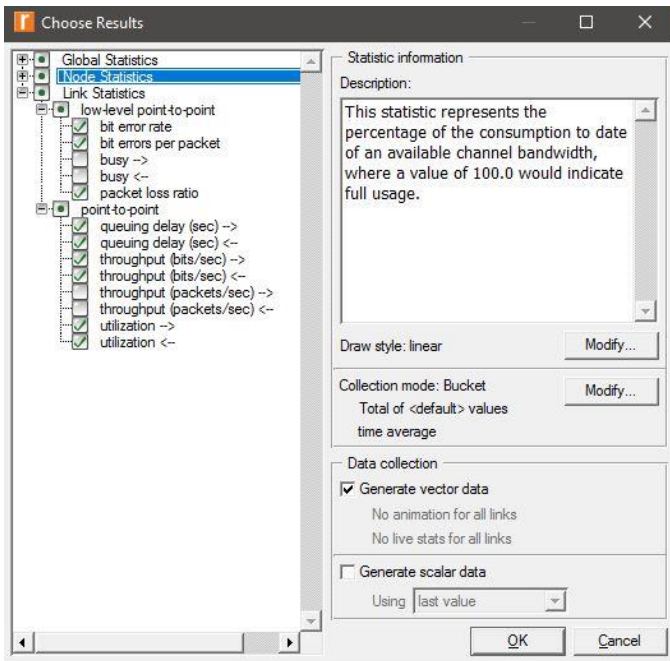 Choose Results
Global Statistics
Node Statistics
Link Statistics
low-level point-to-point
bit error rate
bit errors per packet
busy -->
busy <--
packet loss ratio
point-to-point
queuing delay (sec) -->
queuing delay (sec) <--
throughput (bits/sec) -->
throughput (bits/sec) <--
throughput (packets/sec) -->
throughput (packets/sec) <--
utilization -->
utilization <--
Statistic information
Description:
This statistic represents the
percentage of the consumption to date
of an available channel bandwidth,
where a value of 100.0 would indicate
full usage.
Draw style: linear
Modify...
Collection mode: Bucket
Modify...
Total of <default> values
time average
Data collection
Generate vector data
No animation for all links
No live stats for all links
Generate scalar data
Using last value
OK
Cancel